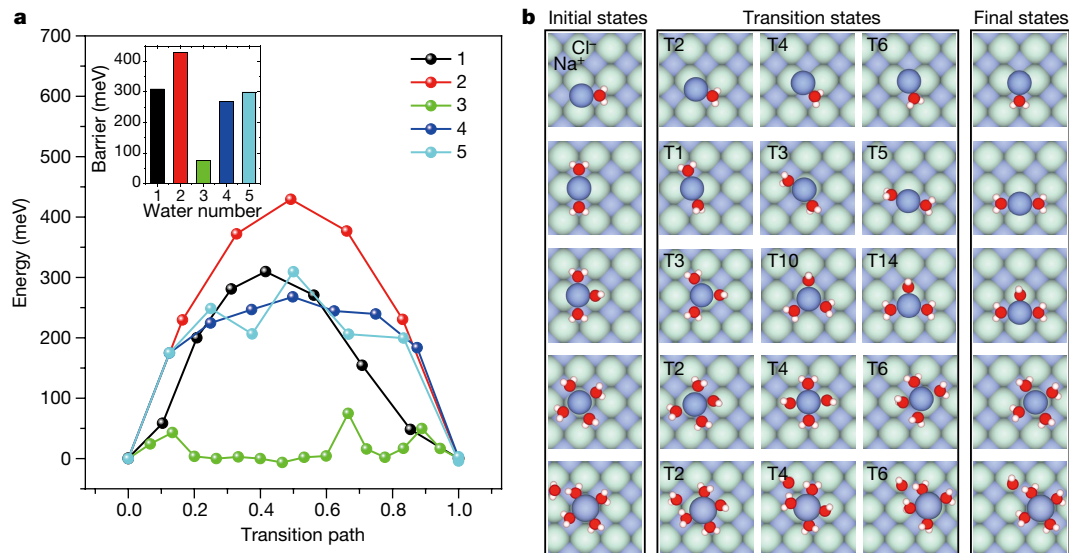 a
Energy (meV)
700
600
500
400
300
200
100
0
0.0 0.2 0.4 0.6 0.8 1.0
Transition path
Barrier (meV)
400
300
200
100
0
1 2 3 4 5
Water number
1
2
3
4
5
b
Initial states Transition states Final states
Cl⁻
Na⁺
T2 T4 T6
T1 T3 T5
T3 T10 T14
T2 T4 T6
T2 T4 T6